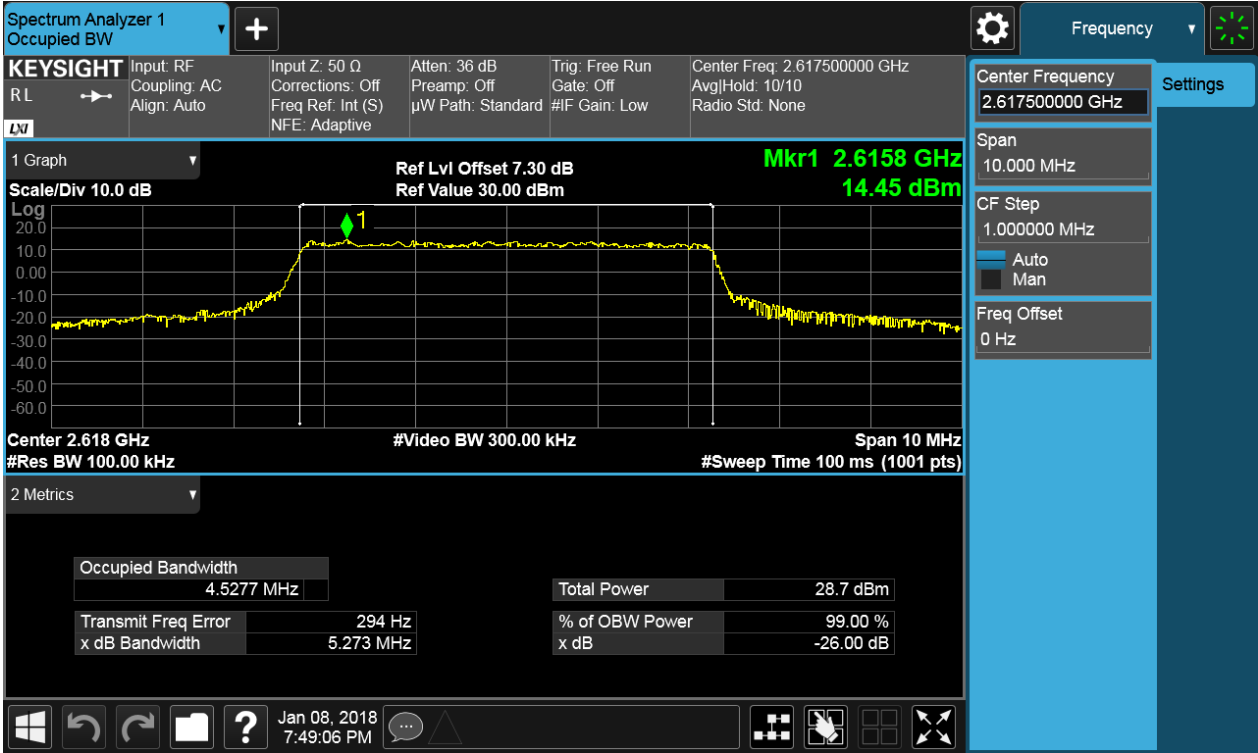 Spectrum Analyzer 1
Occupied BW
Frequency
KEYSIGHT
R L
LXI
Input: RF
Coupling: AC
Align: Auto
Input Z: 50 Ω
Corrections: Off
Freq Ref: Int (S)
NFE: Adaptive
Atten: 36 dB
Preamp: Off
µW Path: Standard
Trig: Free Run
Gate: Off
#IF Gain: Low
Center Freq: 2.617500000 GHz
Avg|Hold: 10/10
Radio Std: None
Center Frequency
2.617500000 GHz
Settings
Span
10.000 MHz
CF Step
1.000000 MHz
Auto
Man
Freq Offset
0 Hz
1 Graph
Scale/Div 10.0 dB
Ref Lvl Offset 7.30 dB
Ref Value 30.00 dBm
Mkr1 2.6158 GHz
14.45 dBm
Log
1
20.0
10.0
0.00
-10.0
-20.0
-30.0
-40.0
-50.0
-60.0
Center 2.618 GHz
#Video BW 300.00 kHz
Span 10 MHz
#Res BW 100.00 kHz
#Sweep Time 100 ms (1001 pts)
2 Metrics
Occupied Bandwidth
4.5277 MHz
Total Power 28.7 dBm
Transmit Freq Error 294 Hz
% of OBW Power 99.00 %
x dB Bandwidth 5.273 MHz
x dB -26.00 dB
?
Jan 08, 2018
7:49:06 PM